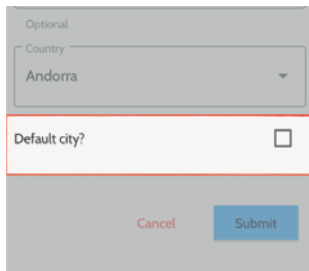 Optional
Country
Andorra
Default city?
Cancel
Submit